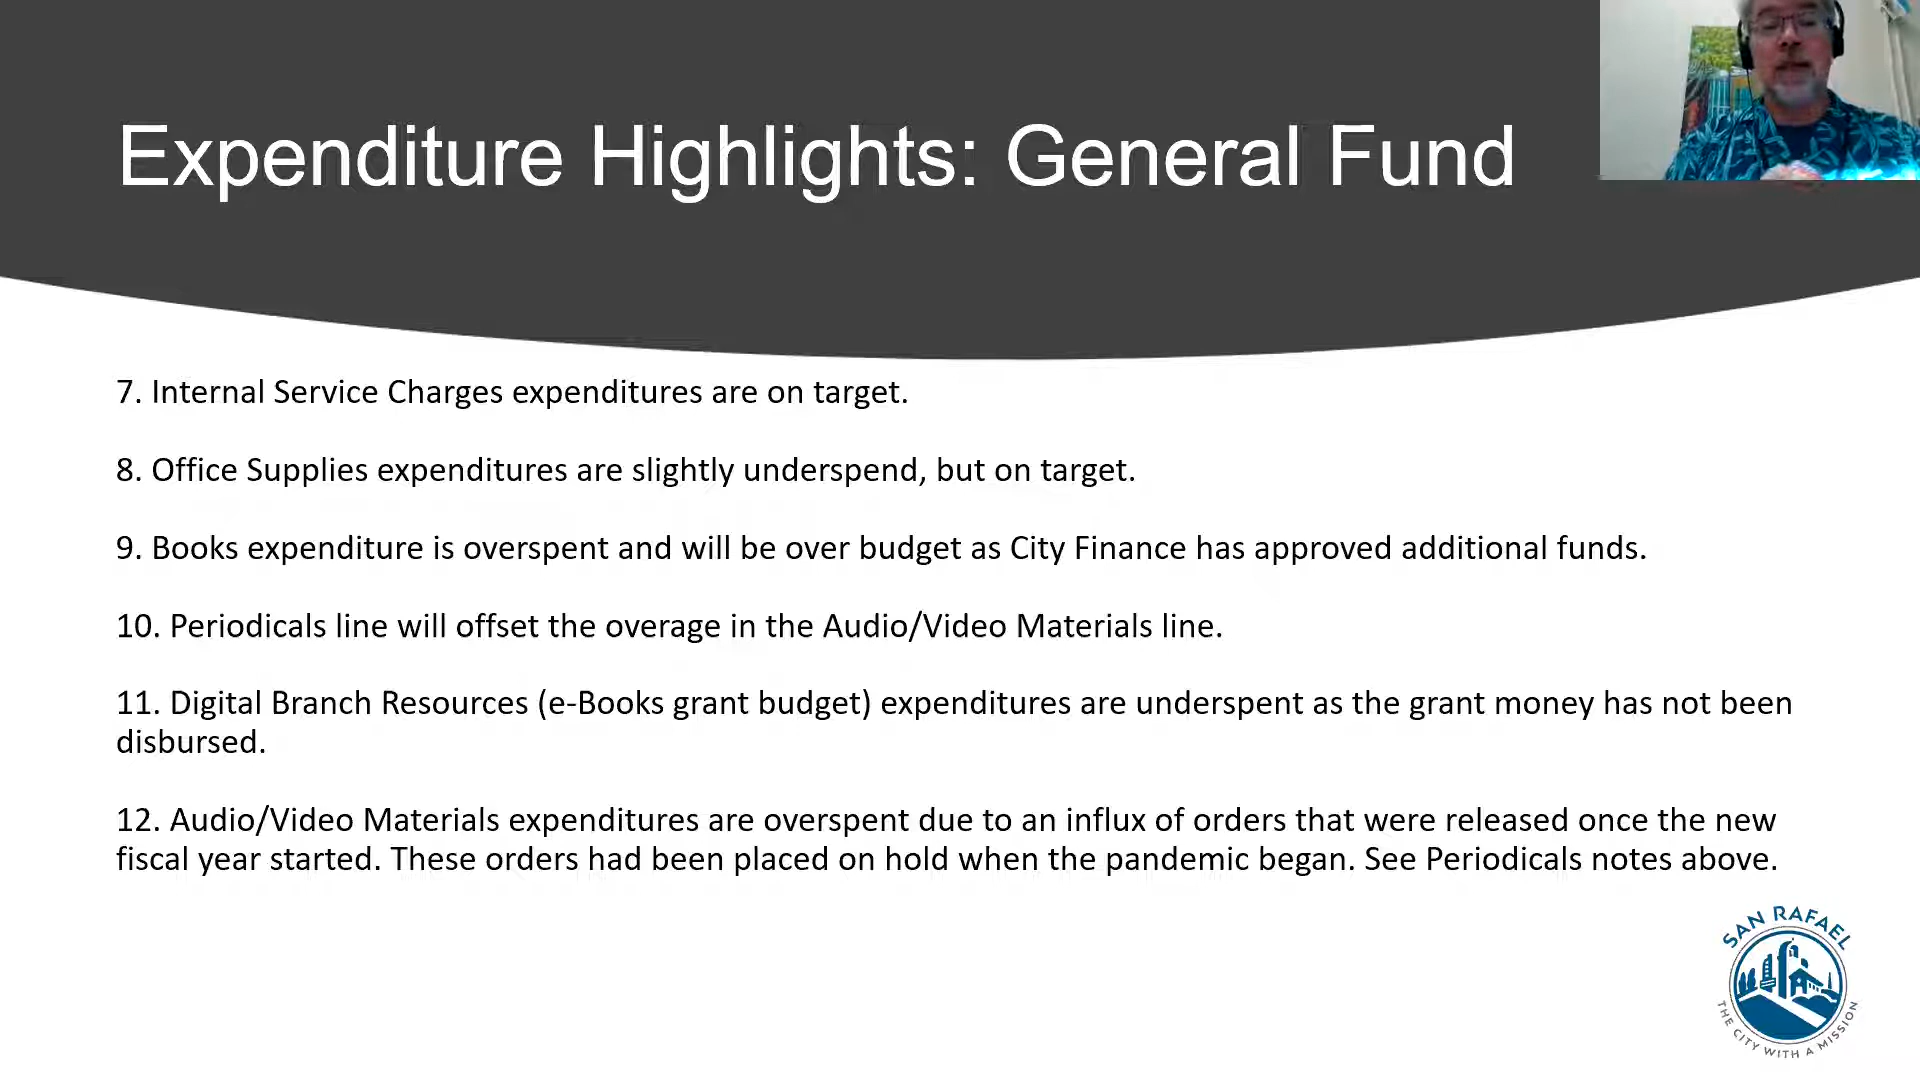 Expenditure Highlights: General Fund
7. Internal Service Charges expenditures are on target.
8. Office Supplies expenditures are slightly underspend, but on target.
9. Books expenditure is overspent and will be over budget as City Finance has approved additional funds.
10. Periodicals line will offset the overage in the Audio/Video Materials line.
11. Digital Branch Resources (e-Books grant budget) expenditures are underspent as the grant money has not been
disbursed.
12. Audio/Video Materials expenditures are overspent due to an influx of orders that were released once the new
fiscal year started. These orders had been placed on hold when the pandemic began. See Periodicals notes above.
SAN RAFAEL
THE CITY WITH A MISSION